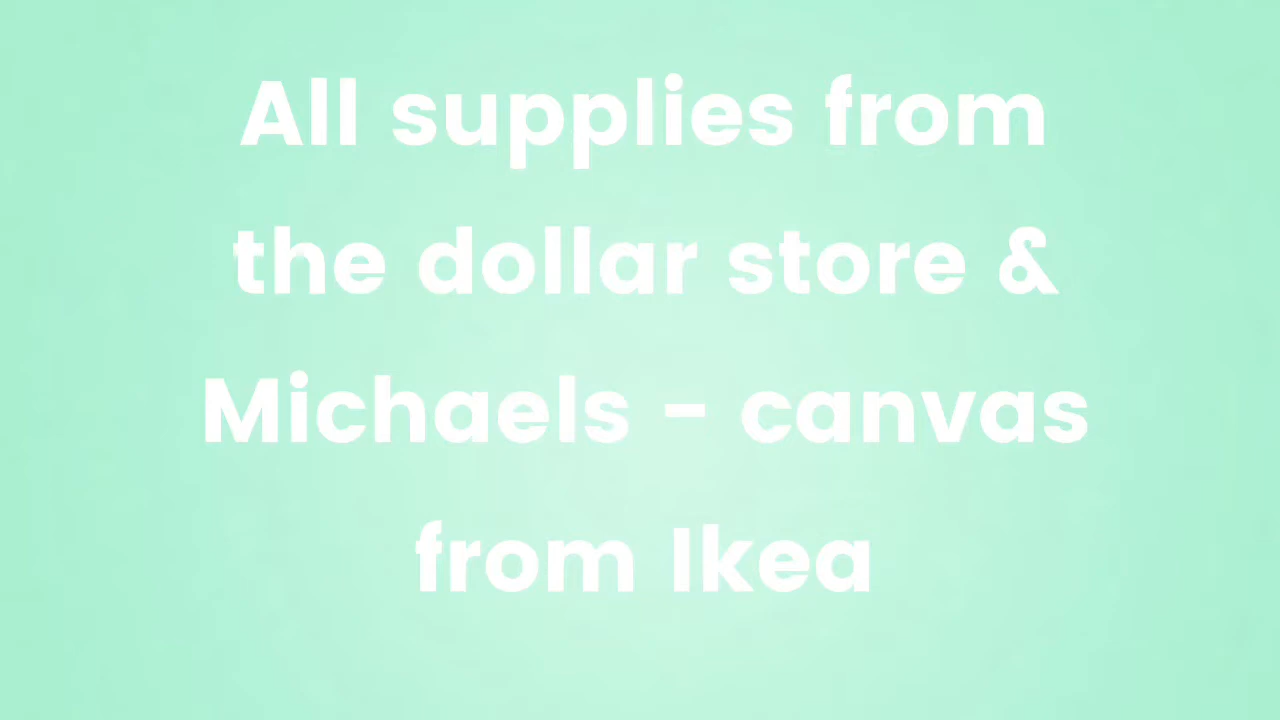 All supplies from
the dollar store &
Michaels - canvas
from Ikea